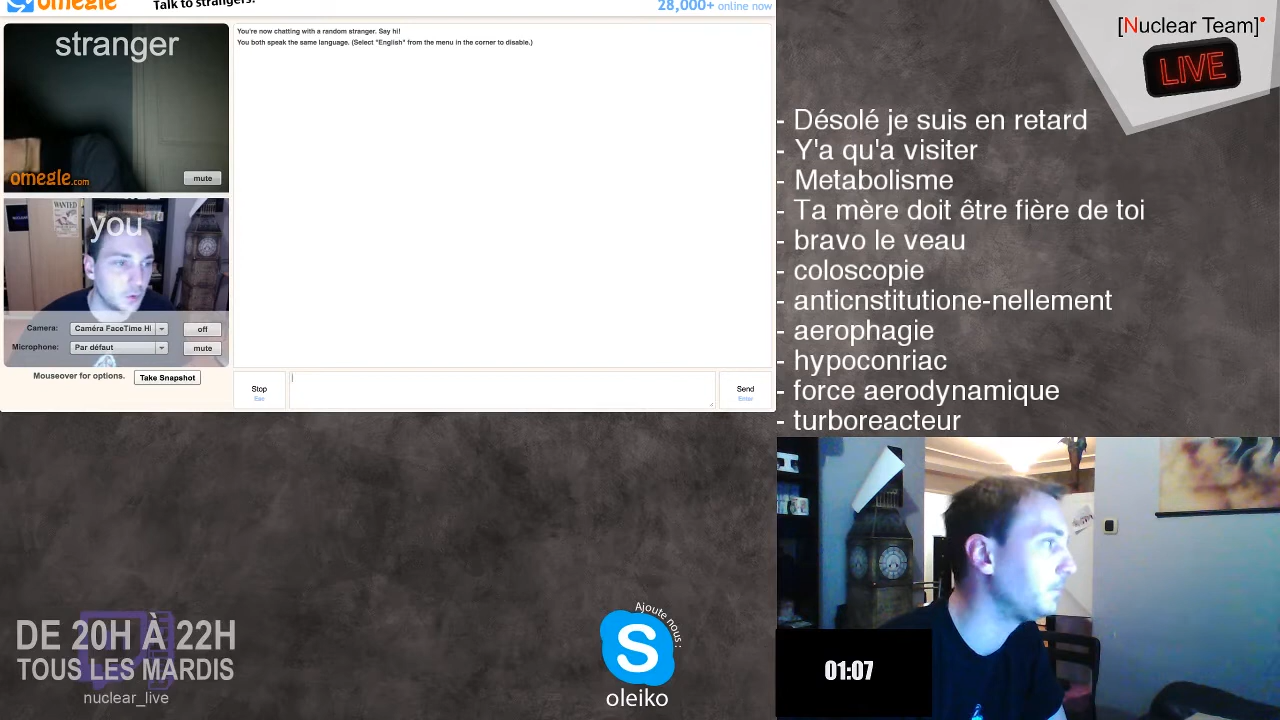 omegle
Talk to strangers!
28,000+ online now
stranger
omegle.com
mute
You're now chatting with a random stranger. Say hi!
You both speak the same language. (Select "English" from the menu in the corner to disable.)
WANTED
you
Camera:
Caméra FaceTime HI
off
Microphone:
Par défaut
mute
Mouseover for options.
Take Snapshot
Stop
Esc
Send
Enter
[Nuclear Team]
LIVE
- Désolé je suis en retard
- Y'a qu'a visiter
- Metabolisme
- Ta mère doit être fière de toi
- bravo le veau
- coloscopie
- anticnstitutione-nellement
- aerophagie
- hypoconriac
- force aerodynamique
- turboreacteur
DE 20H À 22H
TOUS LES MARDIS
nuclear_live
Ajoute nous :
S
oleiko
01:07